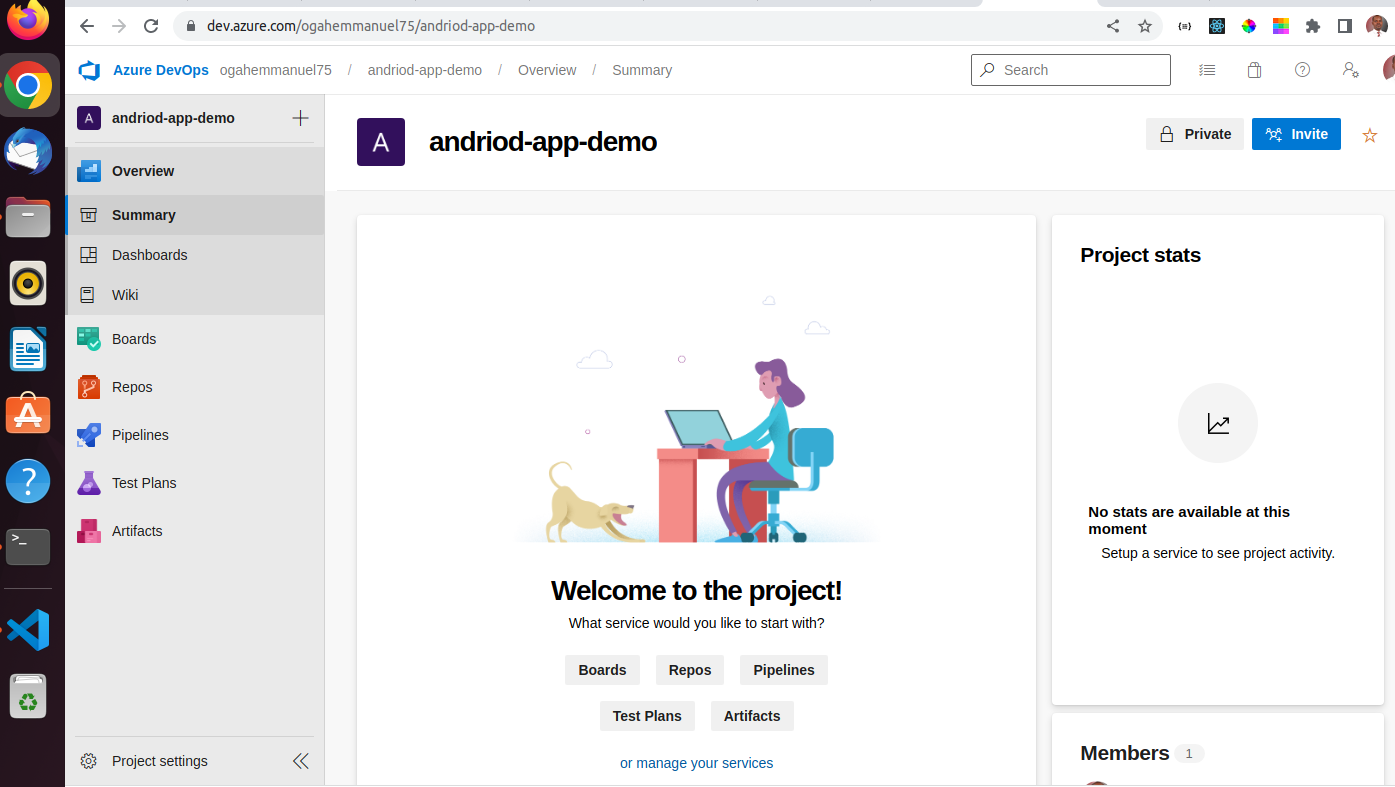 dev.azure.com/ogahemmanuel75/andriod-app-demo
Azure DevOps ogahemmanuel75 / andriod-app-demo / Overview / Summary
Search
A andriod-app-demo
Overview
Summary
Dashboards
Wiki
Boards
Repos
Pipelines
Test Plans
Artifacts
Project settings
A andriod-app-demo
Private
Invite
Welcome to the project!
What service would you like to start with?
Boards Repos Pipelines
Test Plans Artifacts
or manage your services
Project stats
No stats are available at this
moment
Setup a service to see project activity.
Members 1